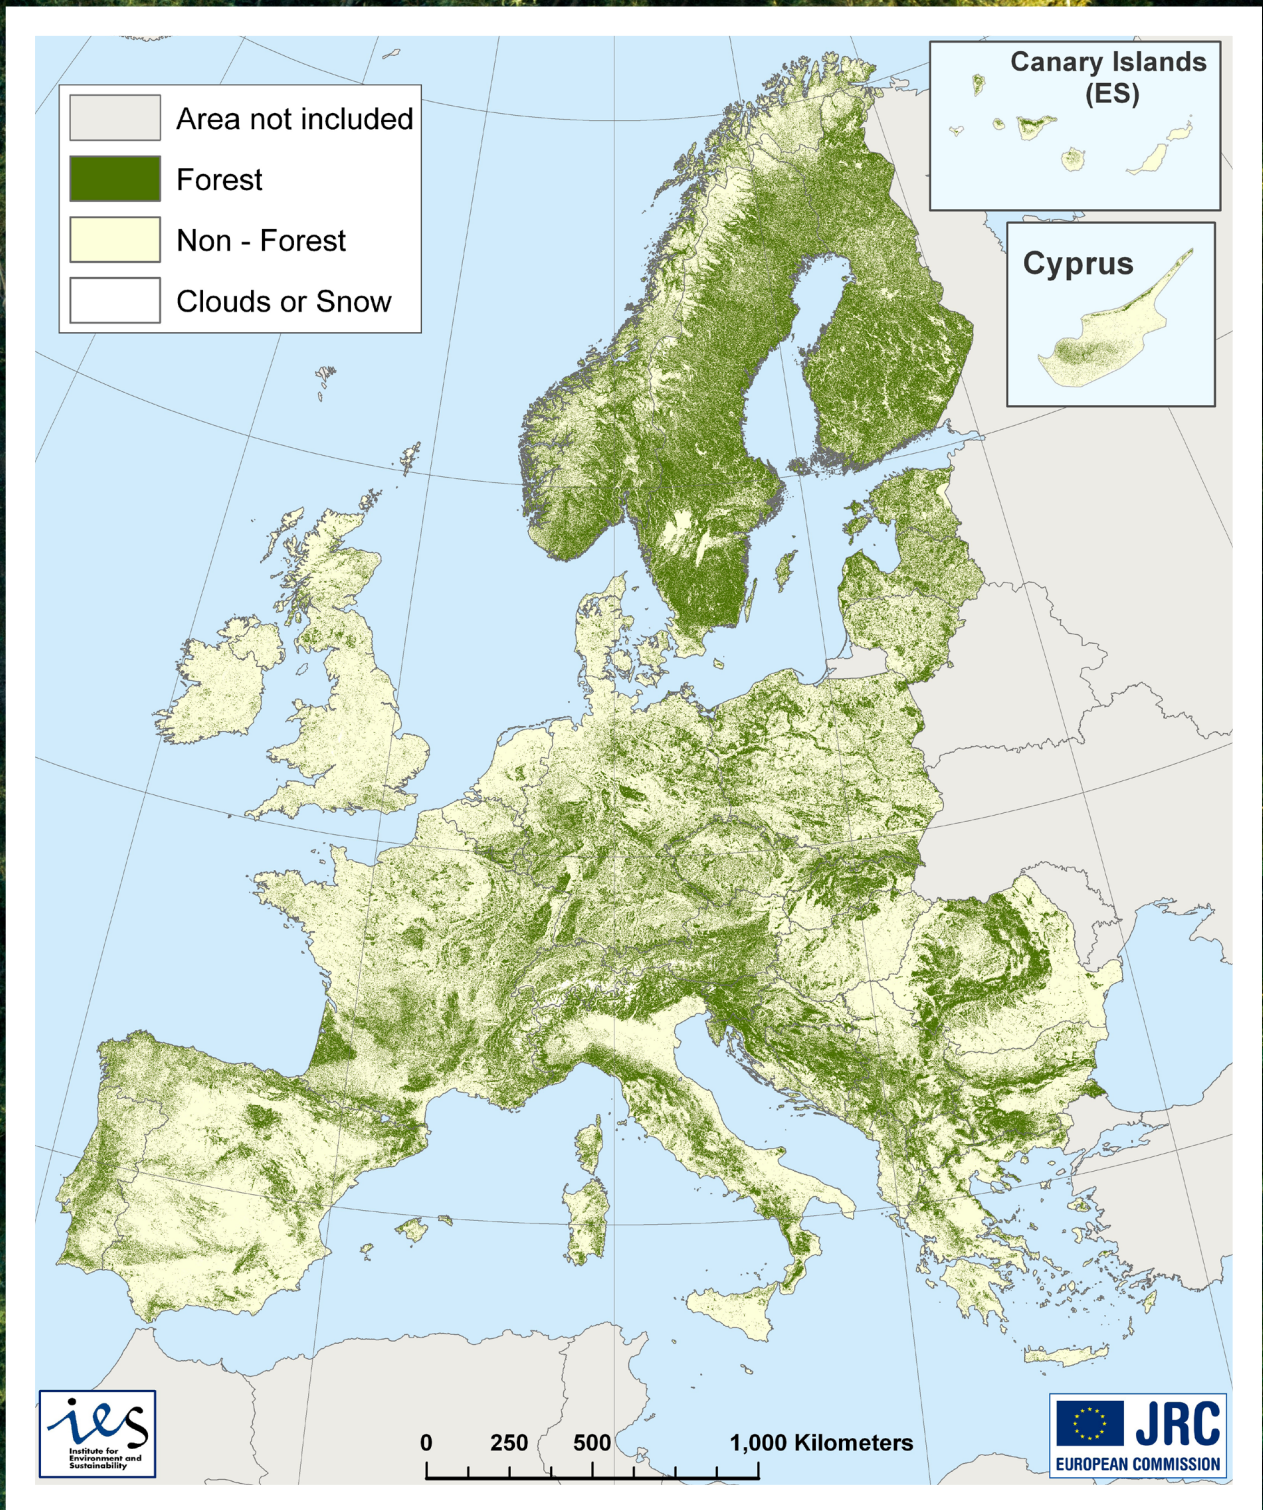 Area not included
Forest
Non - Forest
Clouds or Snow
Canary Islands
(ES)
Cyprus
ies
Institute for
Environment and
Sustainability
0 250 500 1,000 Kilometers
JRC
EUROPEAN COMMISSION